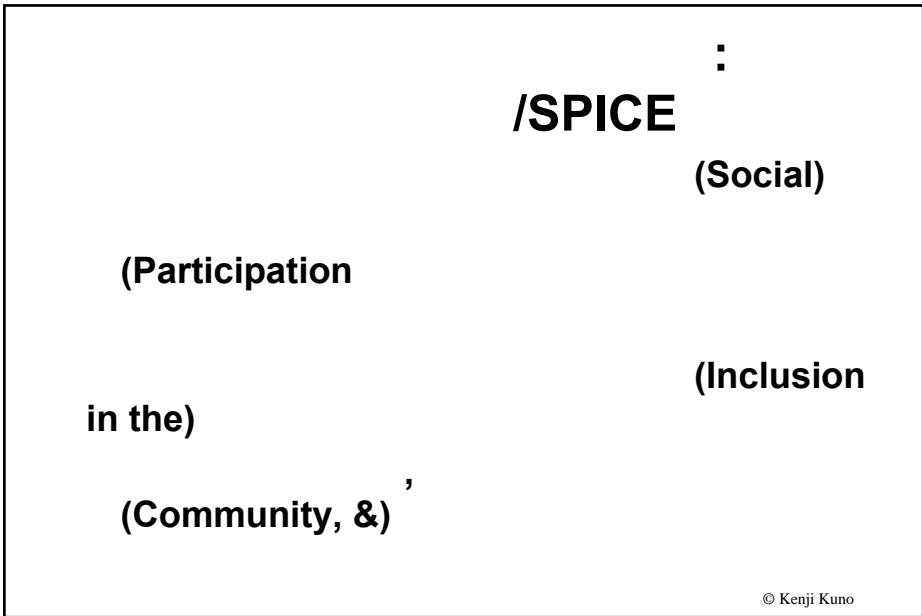 :
/SPICE
(Social)
(Participation
(Inclusion
in the)
,
(Community, &)
© Kenji Kuno